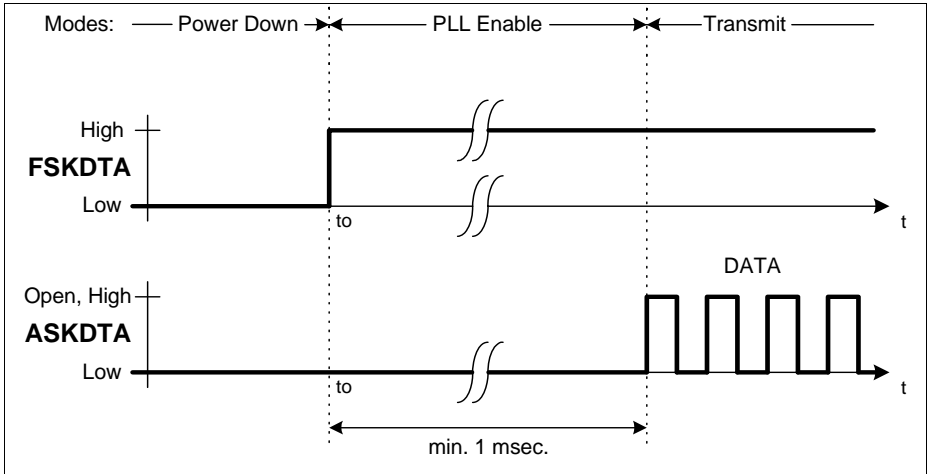 Modes: Power Down PLL Enable Transmit
High
FSKDTA
Low
to
t
DATA
Open, High
ASKDTA
Low
to
t
min. 1 msec.